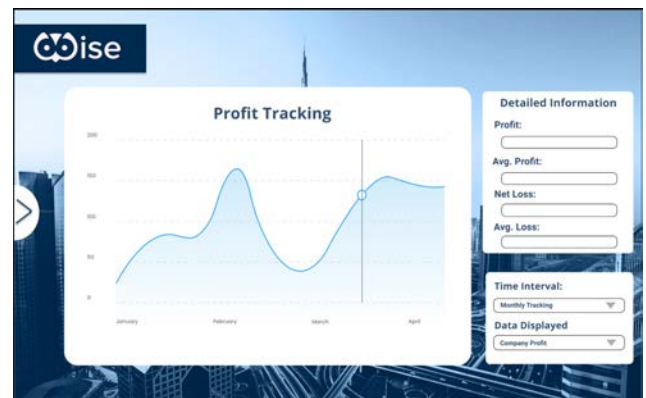 Wise
Profit Tracking
200
150
100
50
0
January
February
March
April
Detailed Information
Profit:
Avg. Profit:
Net Loss:
Avg. Loss:
Time Interval:
Monthly Tracking
Data Displayed
Company Profit